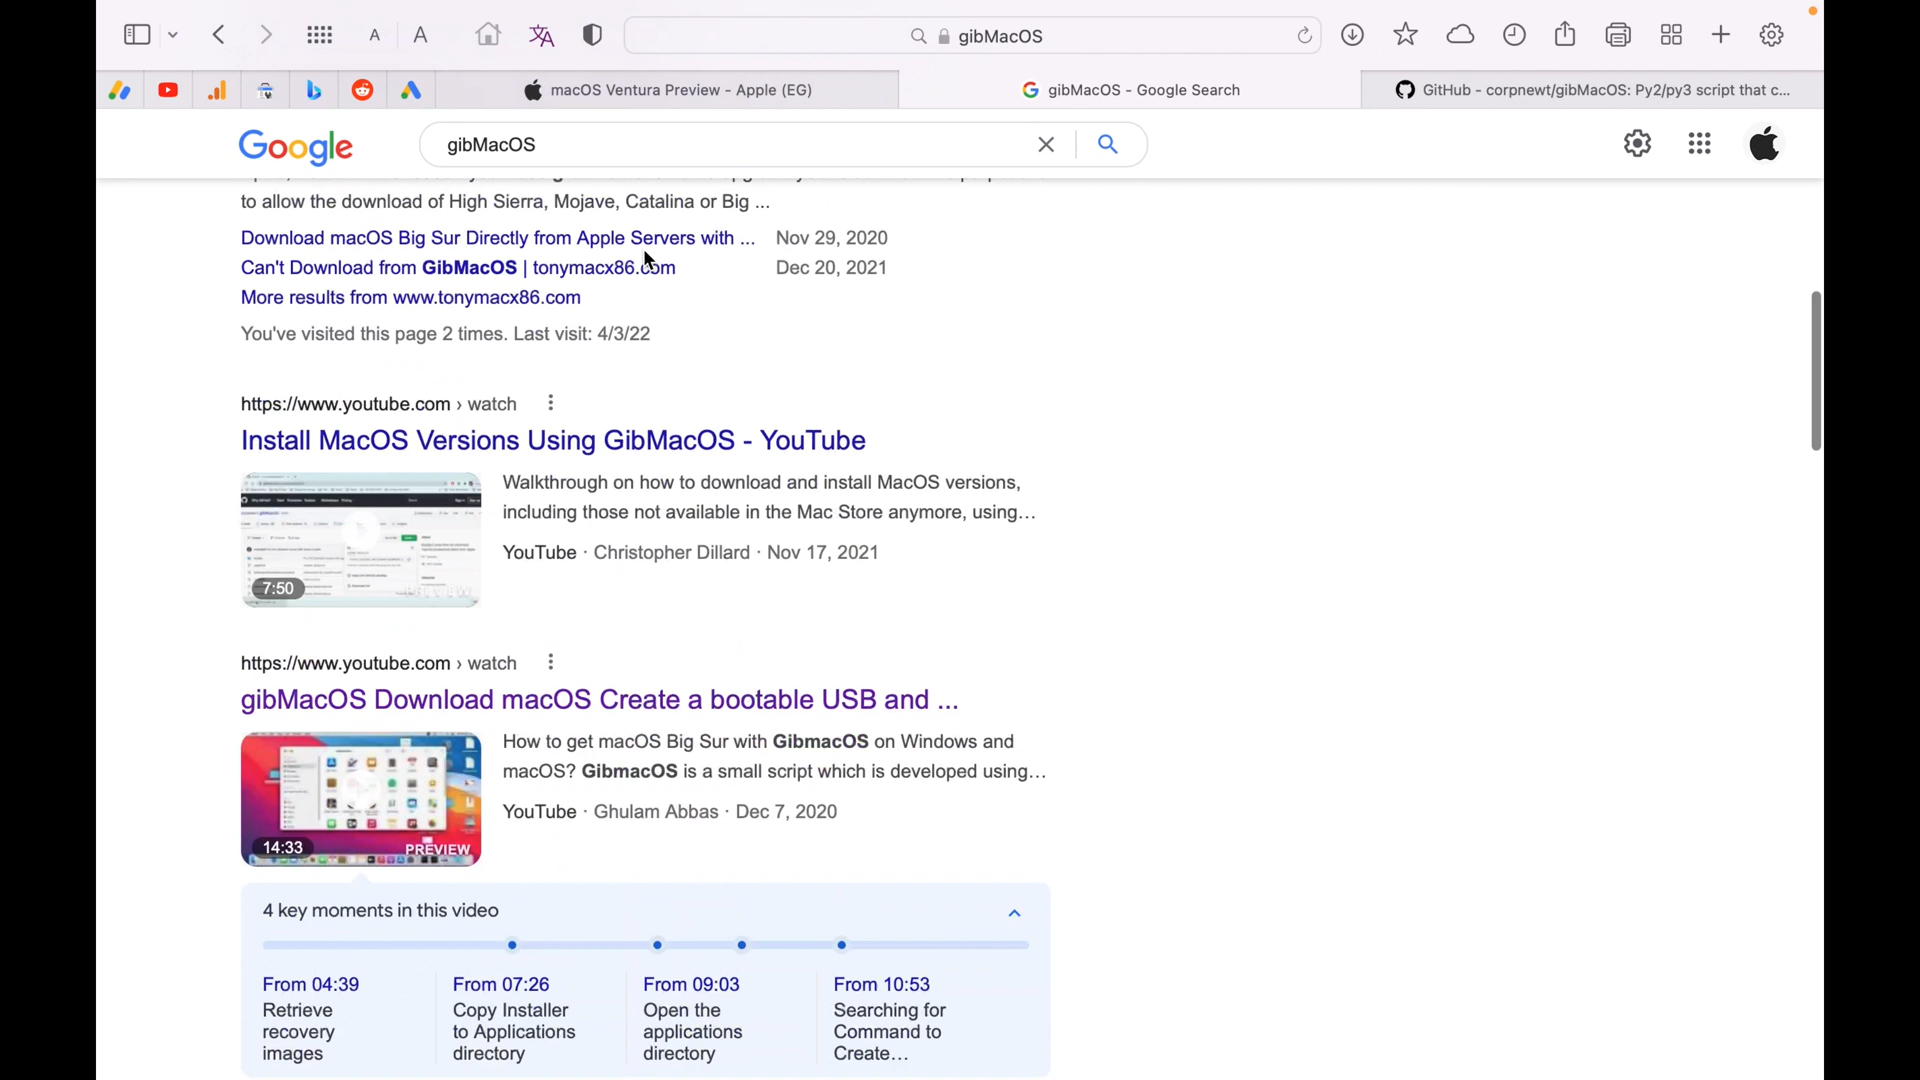 A A gibMacOS
macOS Ventura Preview - Apple (EG) gibMacOS - Google Search GitHub - corpnewt/gibMacOS: Py2/py3 script that c...
Google gibMacOS
to allow the download of High Sierra, Mojave, Catalina or Big ...
Download macOS Big Sur Directly from Apple Servers with ... Nov 29, 2020
Can't Download from GibMacOS | tonymacx86.com Dec 20, 2021
More results from www.tonymacx86.com
You've visited this page 2 times. Last visit: 4/3/22
https://www.youtube.com › watch
Install MacOS Versions Using GibMacOS - YouTube
Walkthrough on how to download and install MacOS versions,
including those not available in the Mac Store anymore, using...
YouTube · Christopher Dillard · Nov 17, 2021
7:50
https://www.youtube.com › watch
gibMacOS Download macOS Create a bootable USB and ...
How to get macOS Big Sur with GibmacOS on Windows and
macOS? GibmacOS is a small script which is developed using...
YouTube · Ghulam Abbas · Dec 7, 2020
14:33 PREVIEW
4 key moments in this video
From 04:39
Retrieve
recovery
images
From 07:26
Copy Installer
to Applications
directory
From 09:03
Open the
applications
directory
From 10:53
Searching for
Command to
Create...